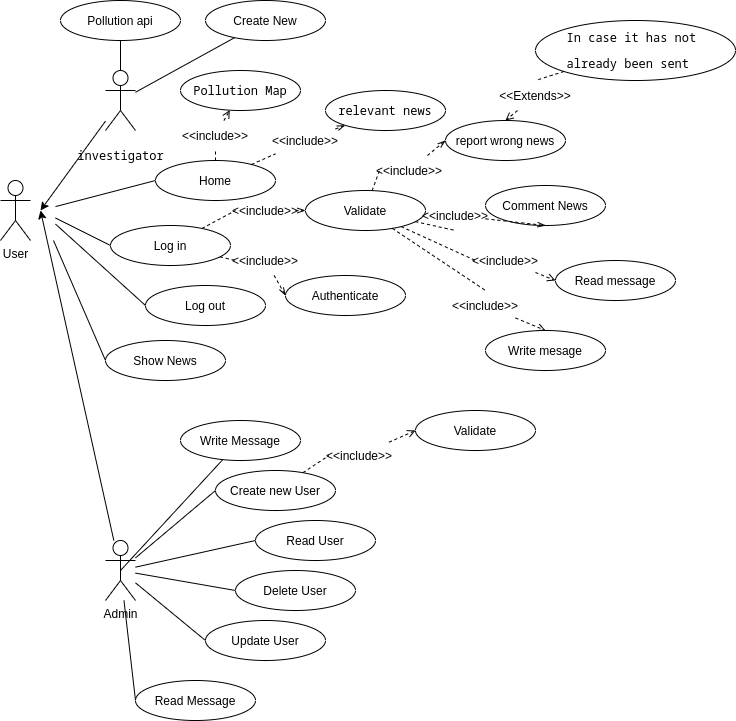 Pollution api
Create New
In case it has not
already been sent
Pollution Map
<<Extends>>
relevant news
<<include>>
<<include>>
report wrong news
investigator
<<include>>
Home
User
<<include>>
Validate
<<include>>
Comment News
Log in
<<include>>
<<include>>
Read message
Authenticate
Log out
<<include>>
Show News
Write mesage
Write Message
Validate
<<include>>
Create new User
Read User
Delete User
Admin
Update User
Read Message